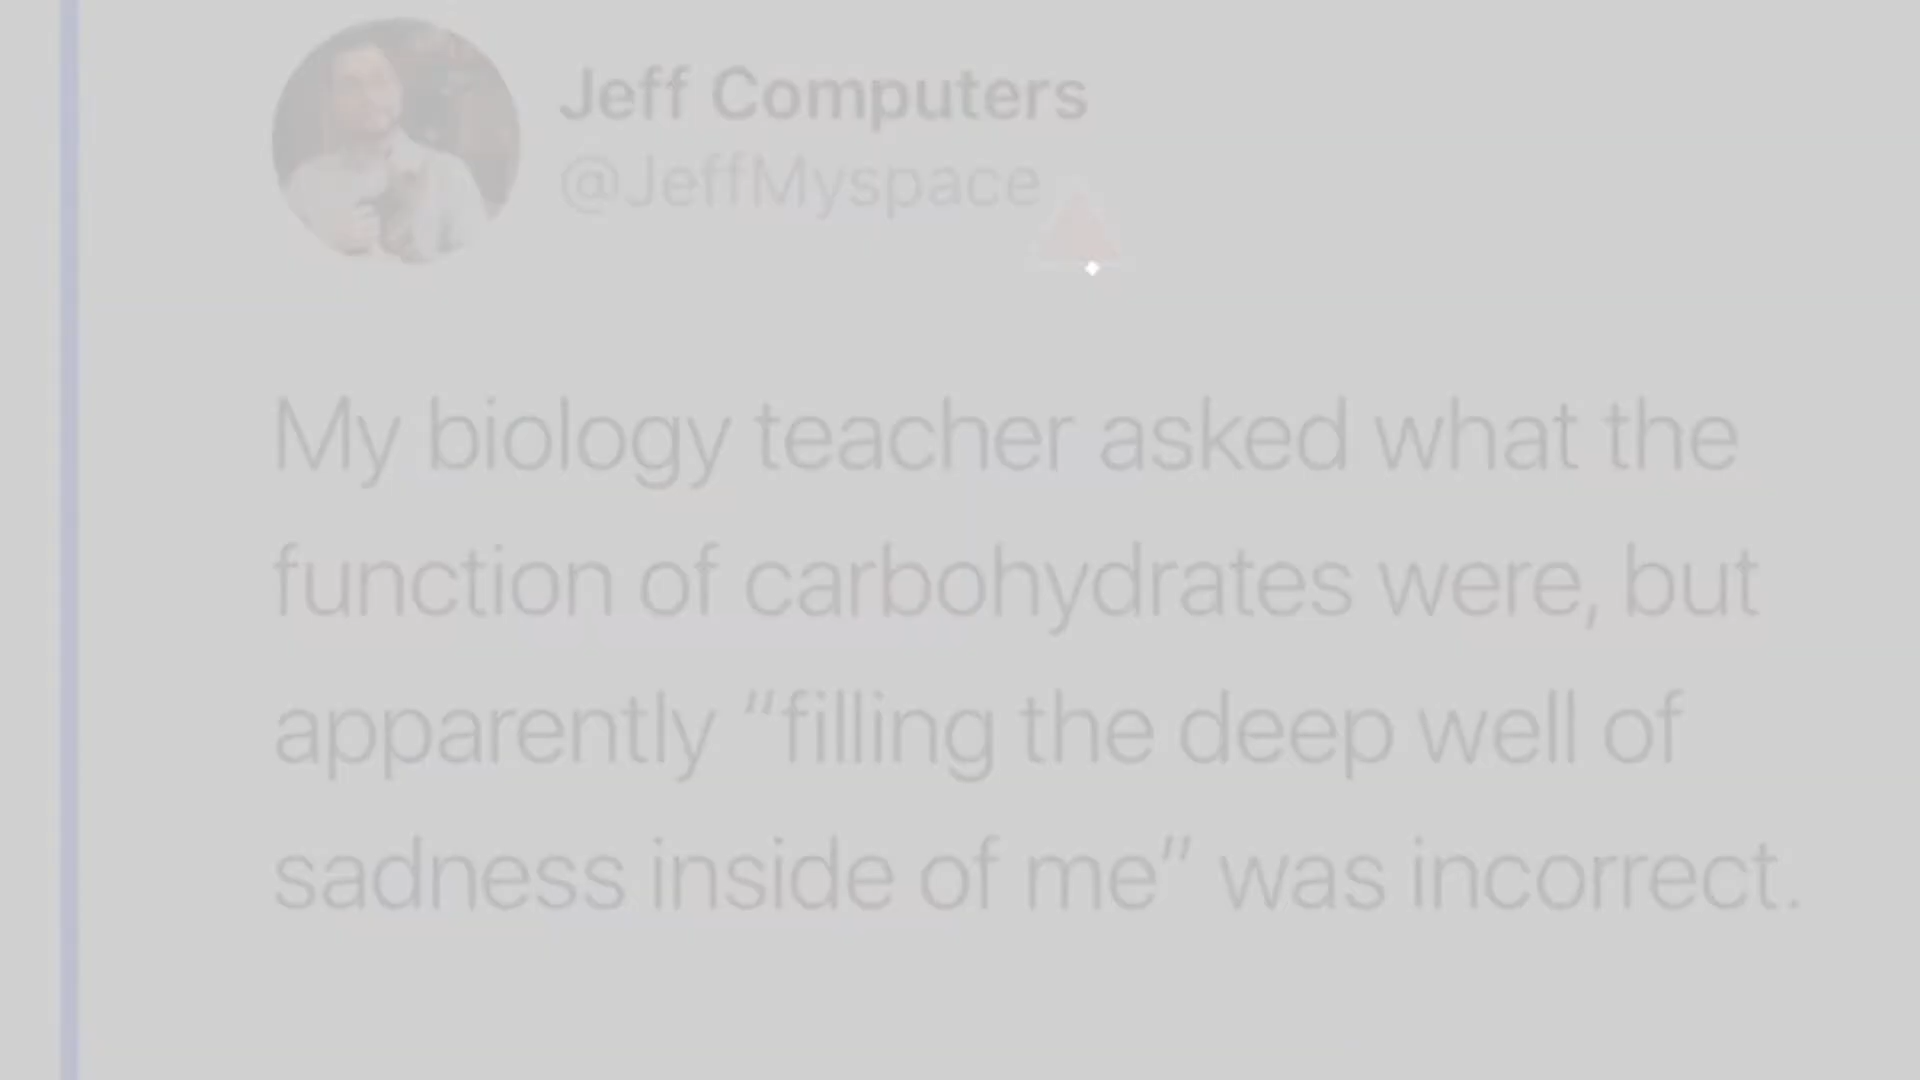 Jeff Computers
@JeffMyspace
My biology teacher asked what the
function of carbohydrates were, but
apparently “filling the deep well of
sadness inside of me” was incorrect.